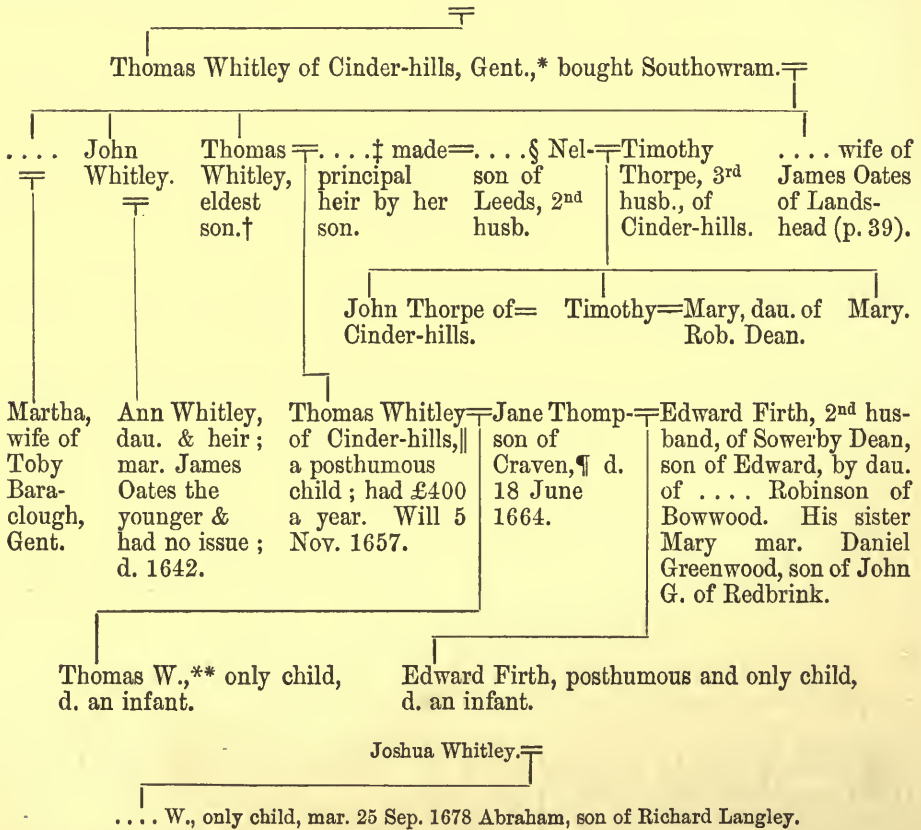 Thomas Whitley of Cinder-hills, Gent.,* bought Southowram.
. . . .
John
Whitley.
Thomas
Whitley,
eldest
son.†
. . . .‡ made
principal
heir by her
son.
. . . .§ Nel-
son of
Leeds, 2nd
husb.
Timothy
Thorpe, 3rd
husb., of
Cinder-hills.
. . . . wife of
James Oates
of Lands-
head (p. 39).
John Thorpe of
Cinder-hills.
Timothy
Mary, dau. of
Rob. Dean.
Mary.
Martha,
wife of
Toby
Bara-
clough,
Gent.
Ann Whitley,
dau. & heir ;
mar. James
Oates the
younger &
had no issue ;
d. 1642.
Thomas Whitley
of Cinder-hills,‖
a posthumous
child ; had £400
a year. Will 5
Nov. 1657.
Jane Thomp-
son of
Craven,¶ d.
18 June
1664.
Edward Firth, 2nd hus-
band, of Sowerby Dean,
son of Edward, by dau.
of . . . . Robinson of
Bowwood. His sister
Mary mar. Daniel
Greenwood, son of John
G. of Redbrink.
Thomas W.,** only child,
d. an infant.
Edward Firth, posthumous and only child,
d. an infant.
Joshua Whitley.
. . . . W., only child, mar. 25 Sep. 1678 Abraham, son of Richard Langley.